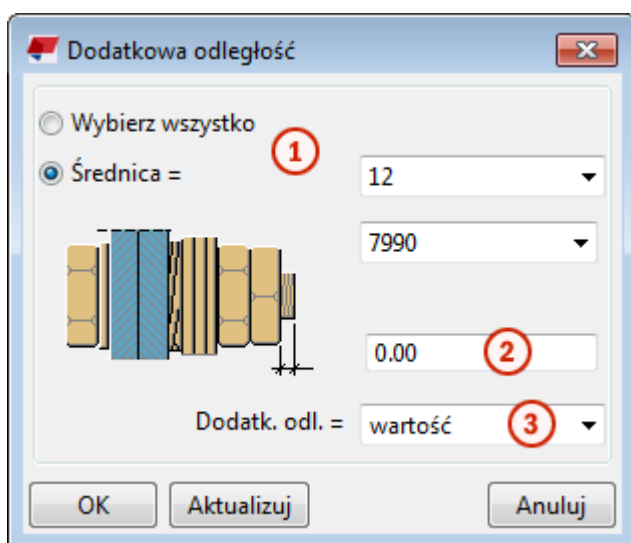 Dodatkowa odległość
Wybierz wszystko
1
Średnica =
12
7990
0.00
2
Dodatk. odl. =
wartość
3
OK
Aktualizuj
Anuluj